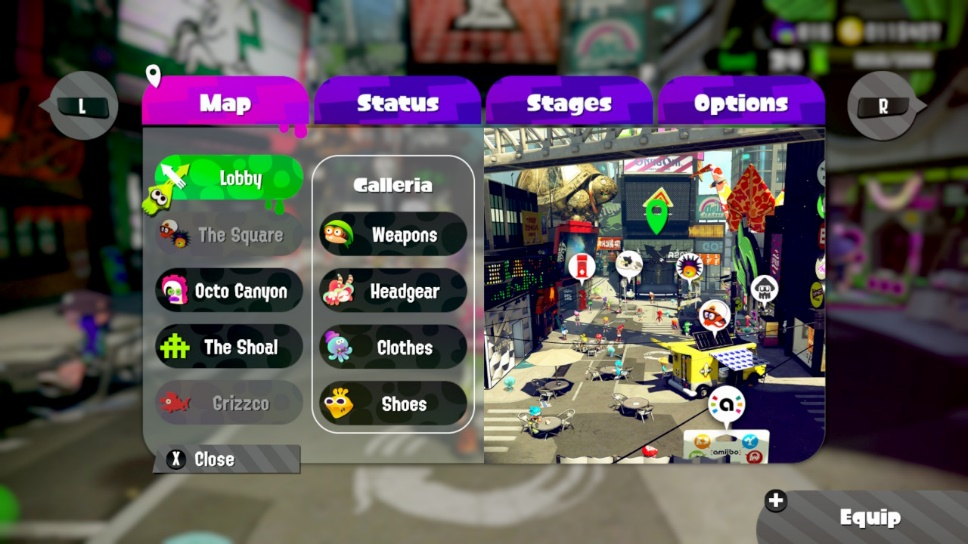 L
Map
Status
Stages
Options
R
Lobby
The Square
Octo Canyon
The Shoal
Grizzco
Galleria
Weapons
Headgear
Clothes
Shoes
a
amiibo
X Close
+
Equip